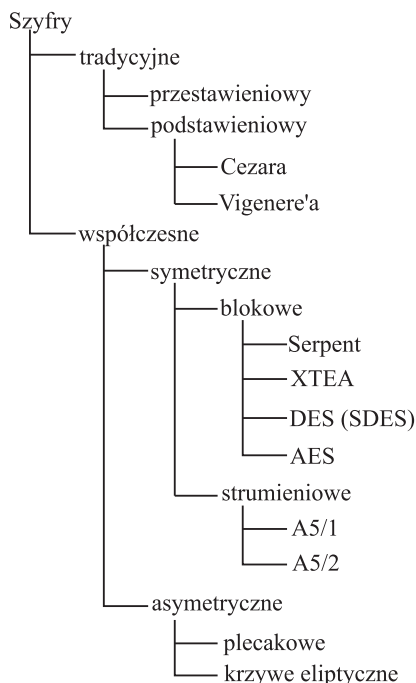 Szyfry
tradycyjne
przestawieniowy
podstawieniowy
Cezara
Vigenere'a
współczesne
symetryczne
blokowe
Serpent
XTEA
DES (SDES)
AES
strumieniowe
A5/1
A5/2
asymetryczne
plecakowe
krzywe eliptyczne